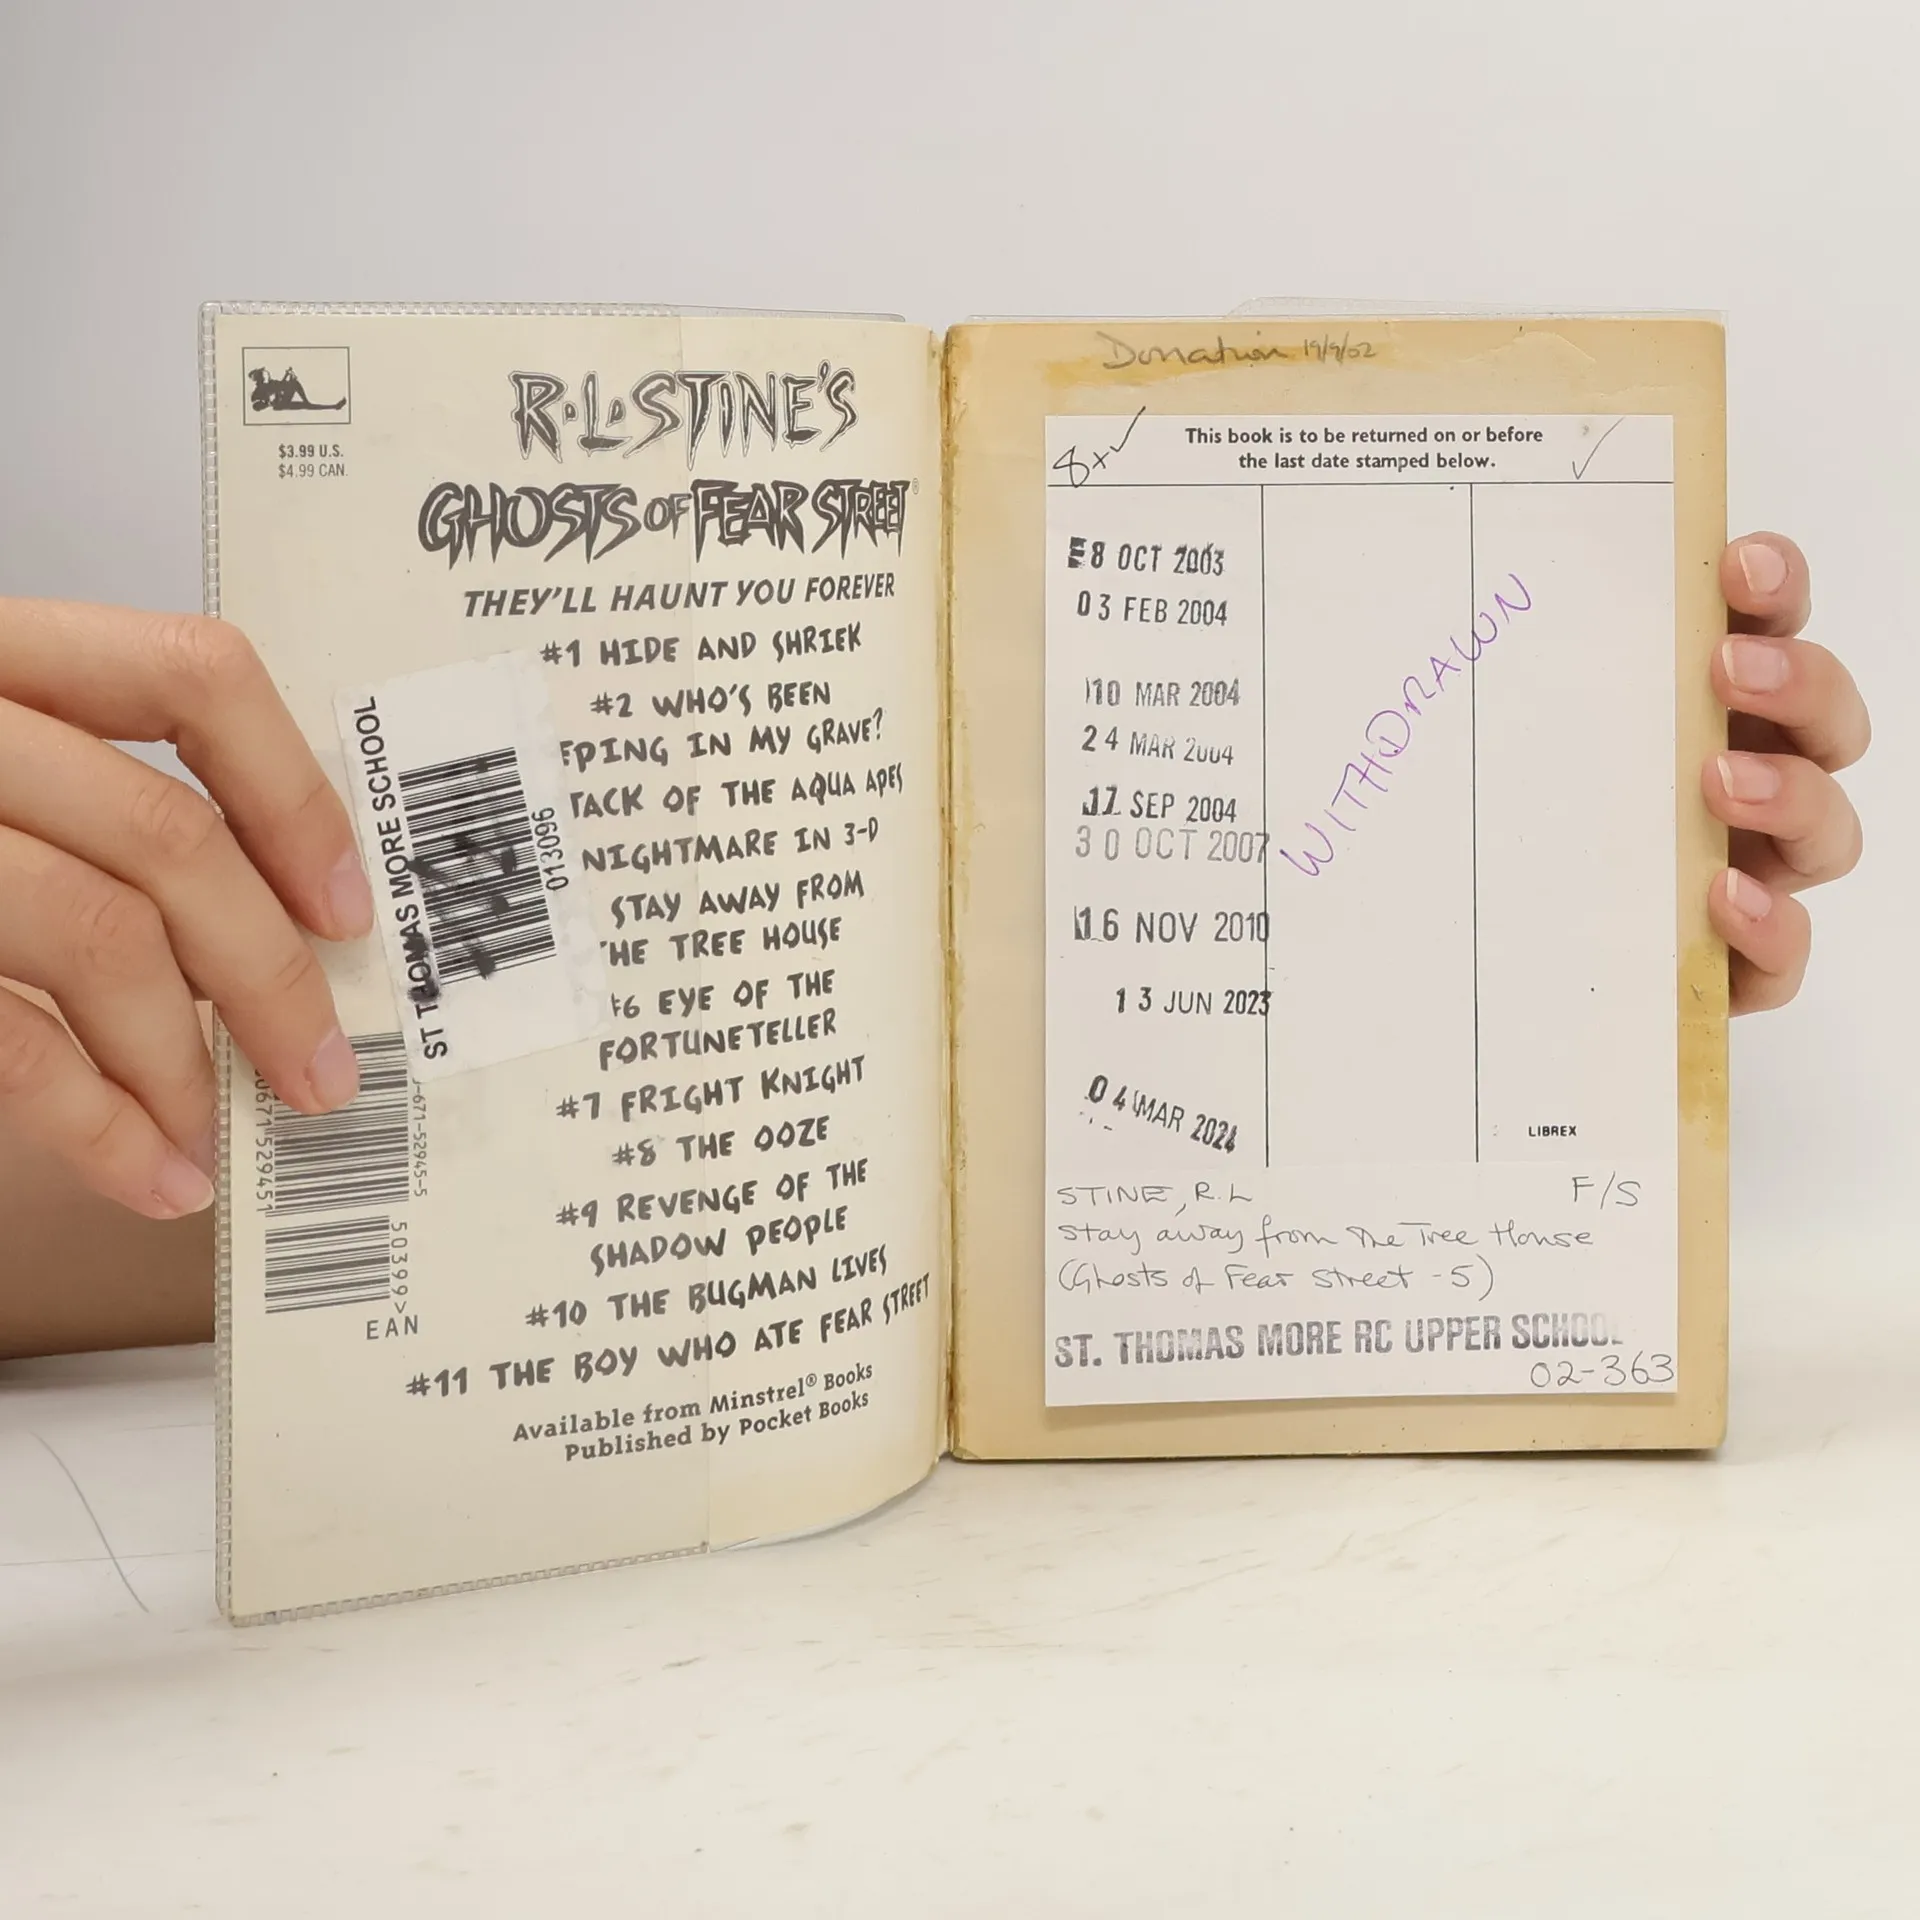 $3.99 U.S.
$4.99 CAN.
R·L·STINE'S
GHOSTS OF FEAR STREET®
THEY'LL HAUNT YOU FOREVER
#1 HIDE AND SHRIEK
#2 WHO'S BEEN
EPING IN MY GRAVE?
TACK OF THE AQUA APES
NIGHTMARE IN 3-D
STAY AWAY FROM
HE TREE HOUSE
6 EYE OF THE
FORTUNETELLER
#7 FRIGHT KNIGHT
#8 THE OOZE
#9 REVENGE OF THE
SHADOW PEOPLE
#10 THE BUGMAN LIVES
#11 THE BOY WHO ATE FEAR STREET
Available from Minstrel® Books
Published by Pocket Books
ST THOMAS MORE SCHOOL
013096
-671-52945-5
50399>
EAN
Donation 19/9/02
8x✓
This book is to be returned on or before
the last date stamped below.
✓
8 OCT 2003
03 FEB 2004
10 MAR 2004
24 MAR 2004
17 SEP 2004
30 OCT 2007
16 NOV 2010
13 JUN 2023
04 MAR 2024
WITHDRAWN
LIBREX
STINE, R.L F/S
Stay away from the Tree House
(Ghosts of Fear Street -5)
ST. THOMAS MORE RC UPPER SCHOOL
02-363